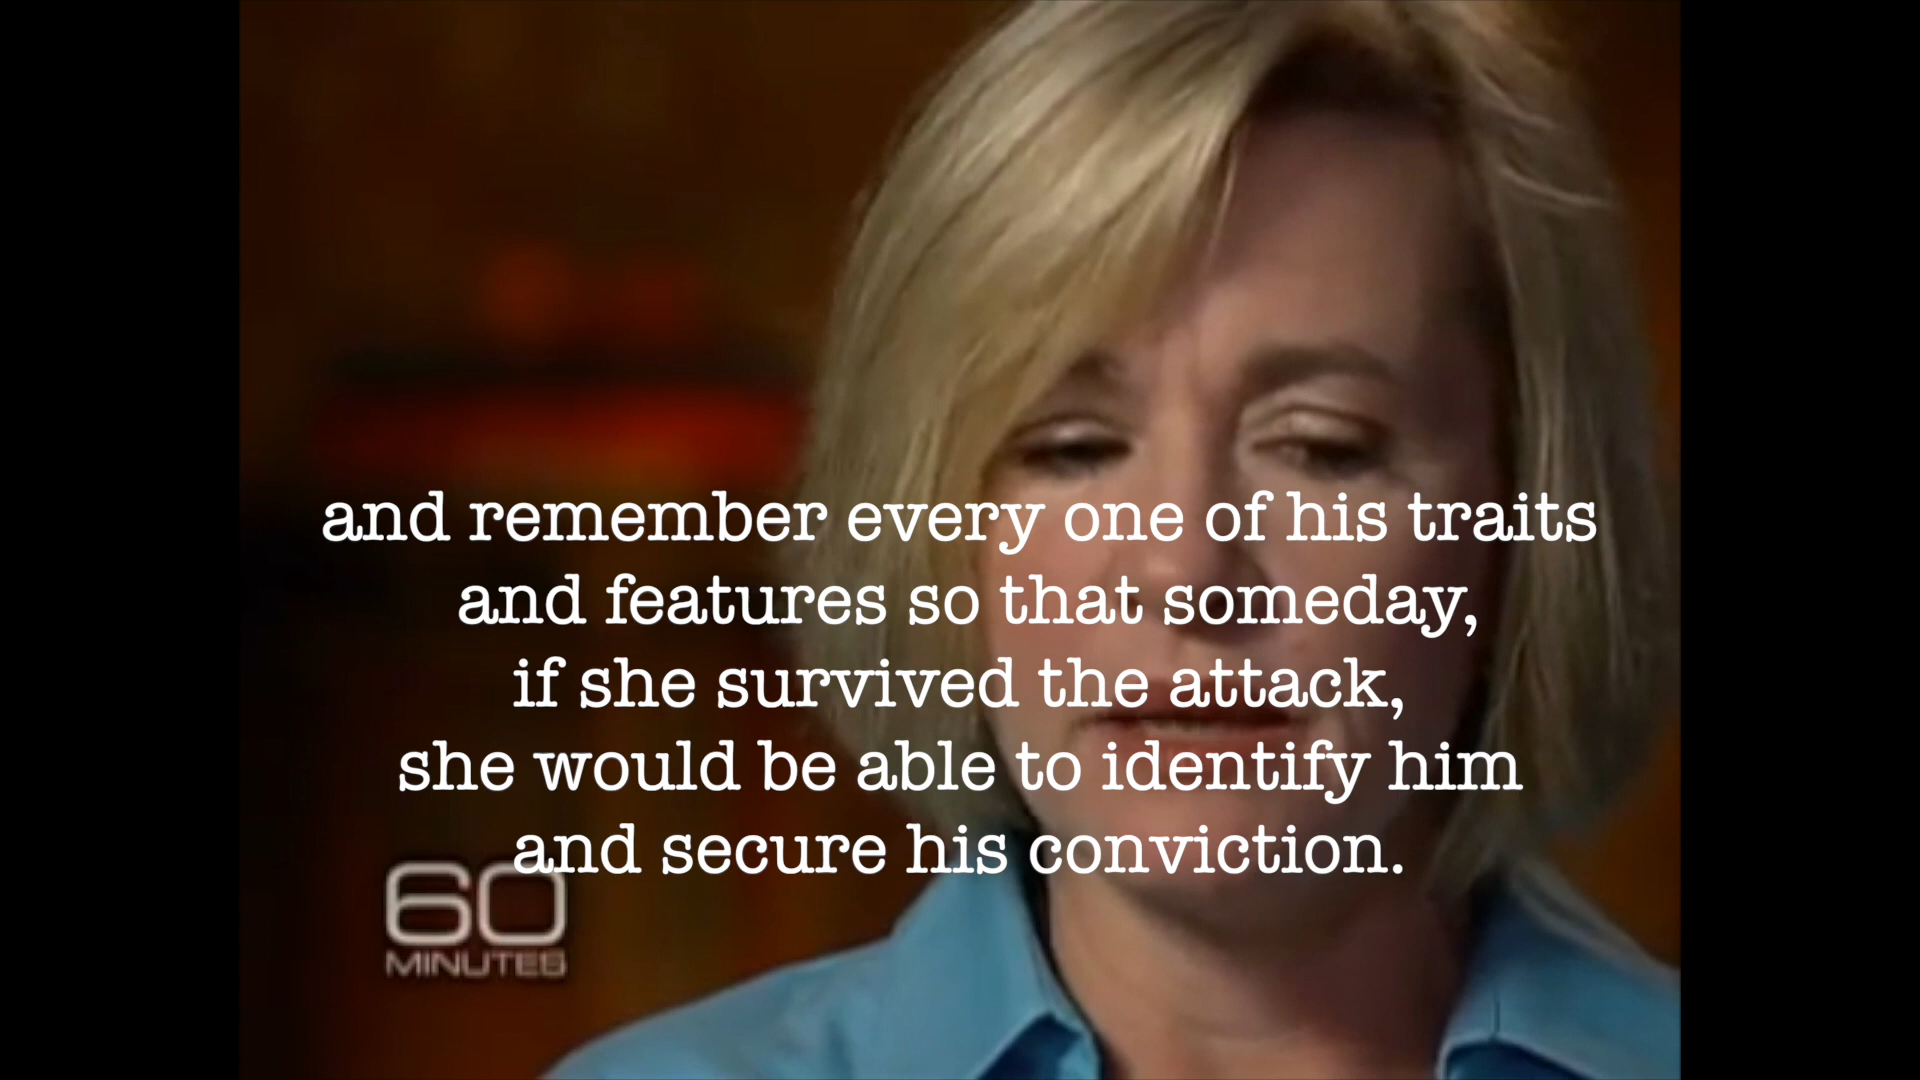 and remember every one of his traits
and features so that someday,
if she survived the attack,
she would be able to identify him
and secure his conviction.
60
MINUTES